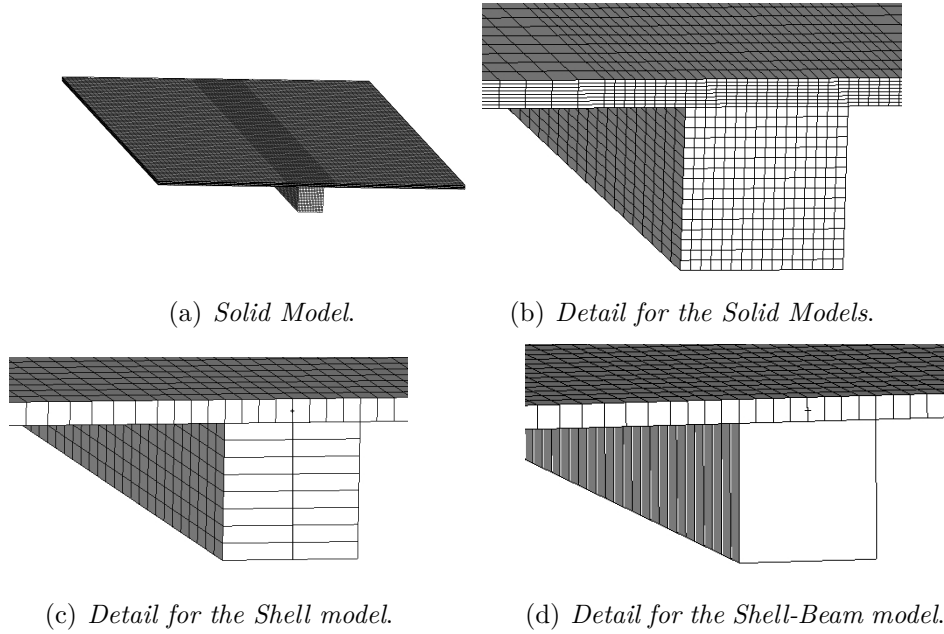 (a) Solid Model.
(b) Detail for the Solid Models.
(c) Detail for the Shell model.
(d) Detail for the Shell-Beam model.